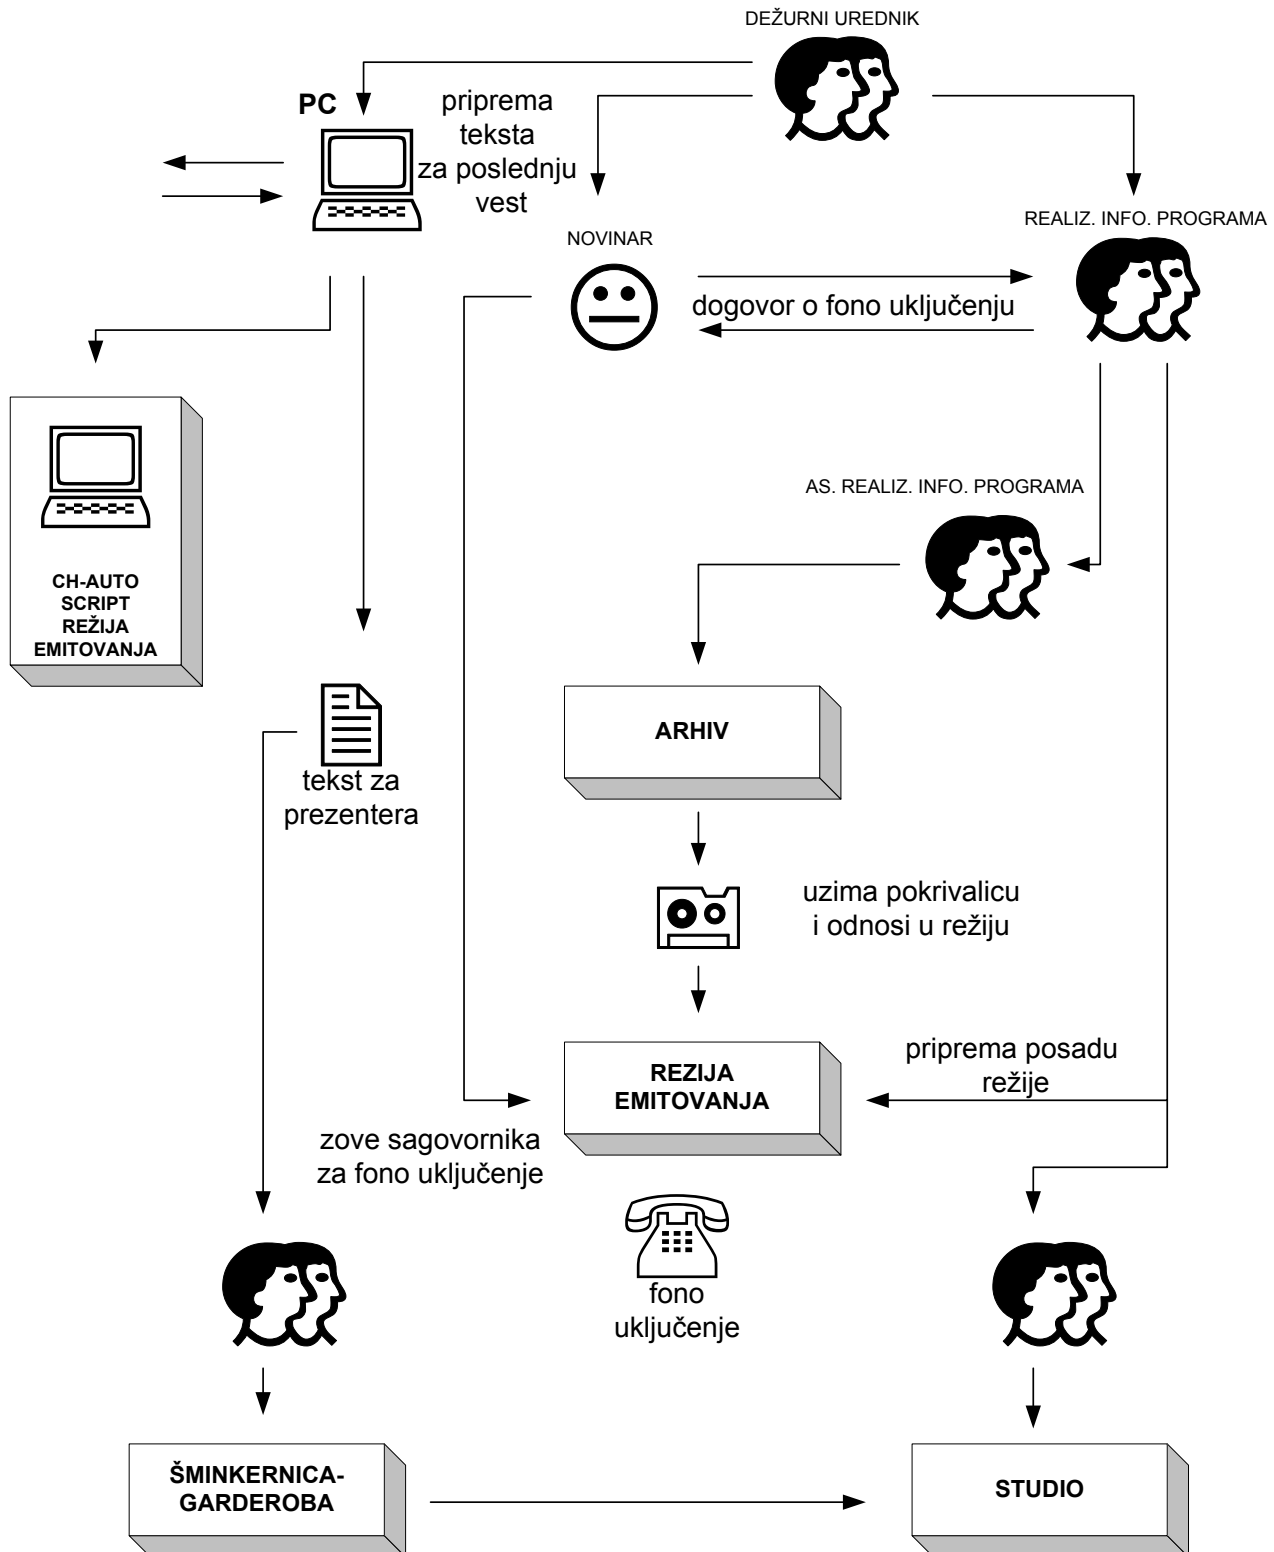 DEŽURNI UREDNIK
PC
priprema
teksta
za poslednju
vest
REALIZ. INFO. PROGRAMA
NOVINAR
dogovor o fono uključenju
AS. REALIZ. INFO. PROGRAMA
CH-AUTO
SCRIPT
REŽIJA
EMITOVANJA
ARHIV
tekst za
prezentera
uzima pokrivalicu
i odnosi u režiju
REZIJA
EMITOVANJA
priprema posadu
režije
zove sagovornika
za fono uključenje
fono
uključenje
ŠMINKERNICA-
GARDEROBA
STUDIO